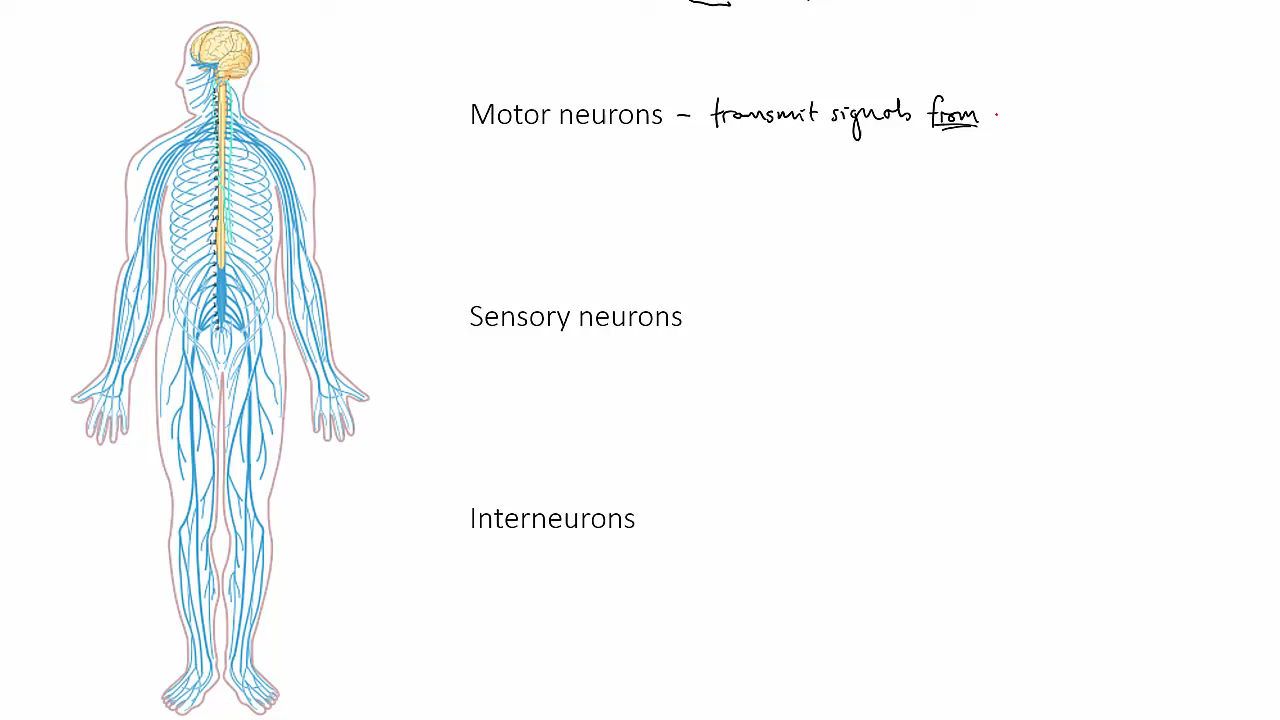 Motor neurons – transmit signals from
Sensory neurons
Interneurons